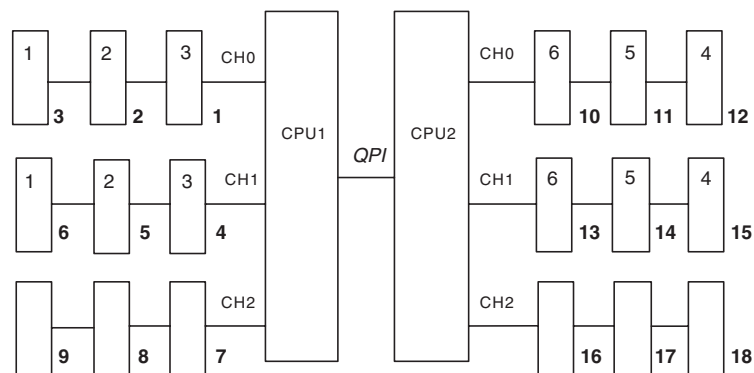 1 2 3 CH0 CH0 6 5 4
3 2 1 10 11 12
CPU1 QPI CPU2
1 2 3 CH1 CH1 6 5 4
6 5 4 13 14 15
CH2 CH2
9 8 7 16 17 18